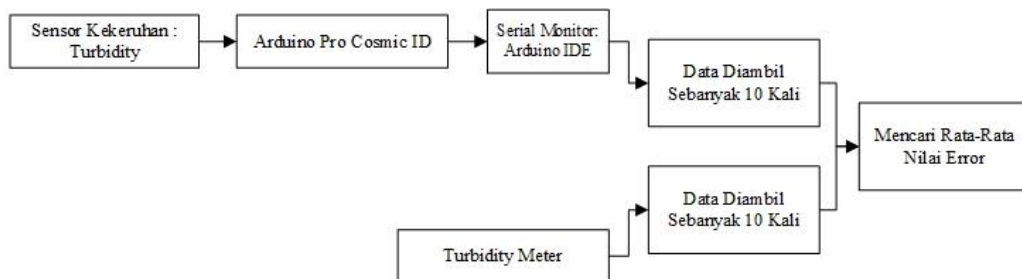 Sensor Kekeruhan :
Turbidity
Arduino Pro Cosmic ID
Serial Monitor:
Arduino IDE
Data Diambil
Sebanyak 10 Kali
Mencari Rata-Rata
Nilai Error
Data Diambil
Sebanyak 10 Kali
Turbidity Meter